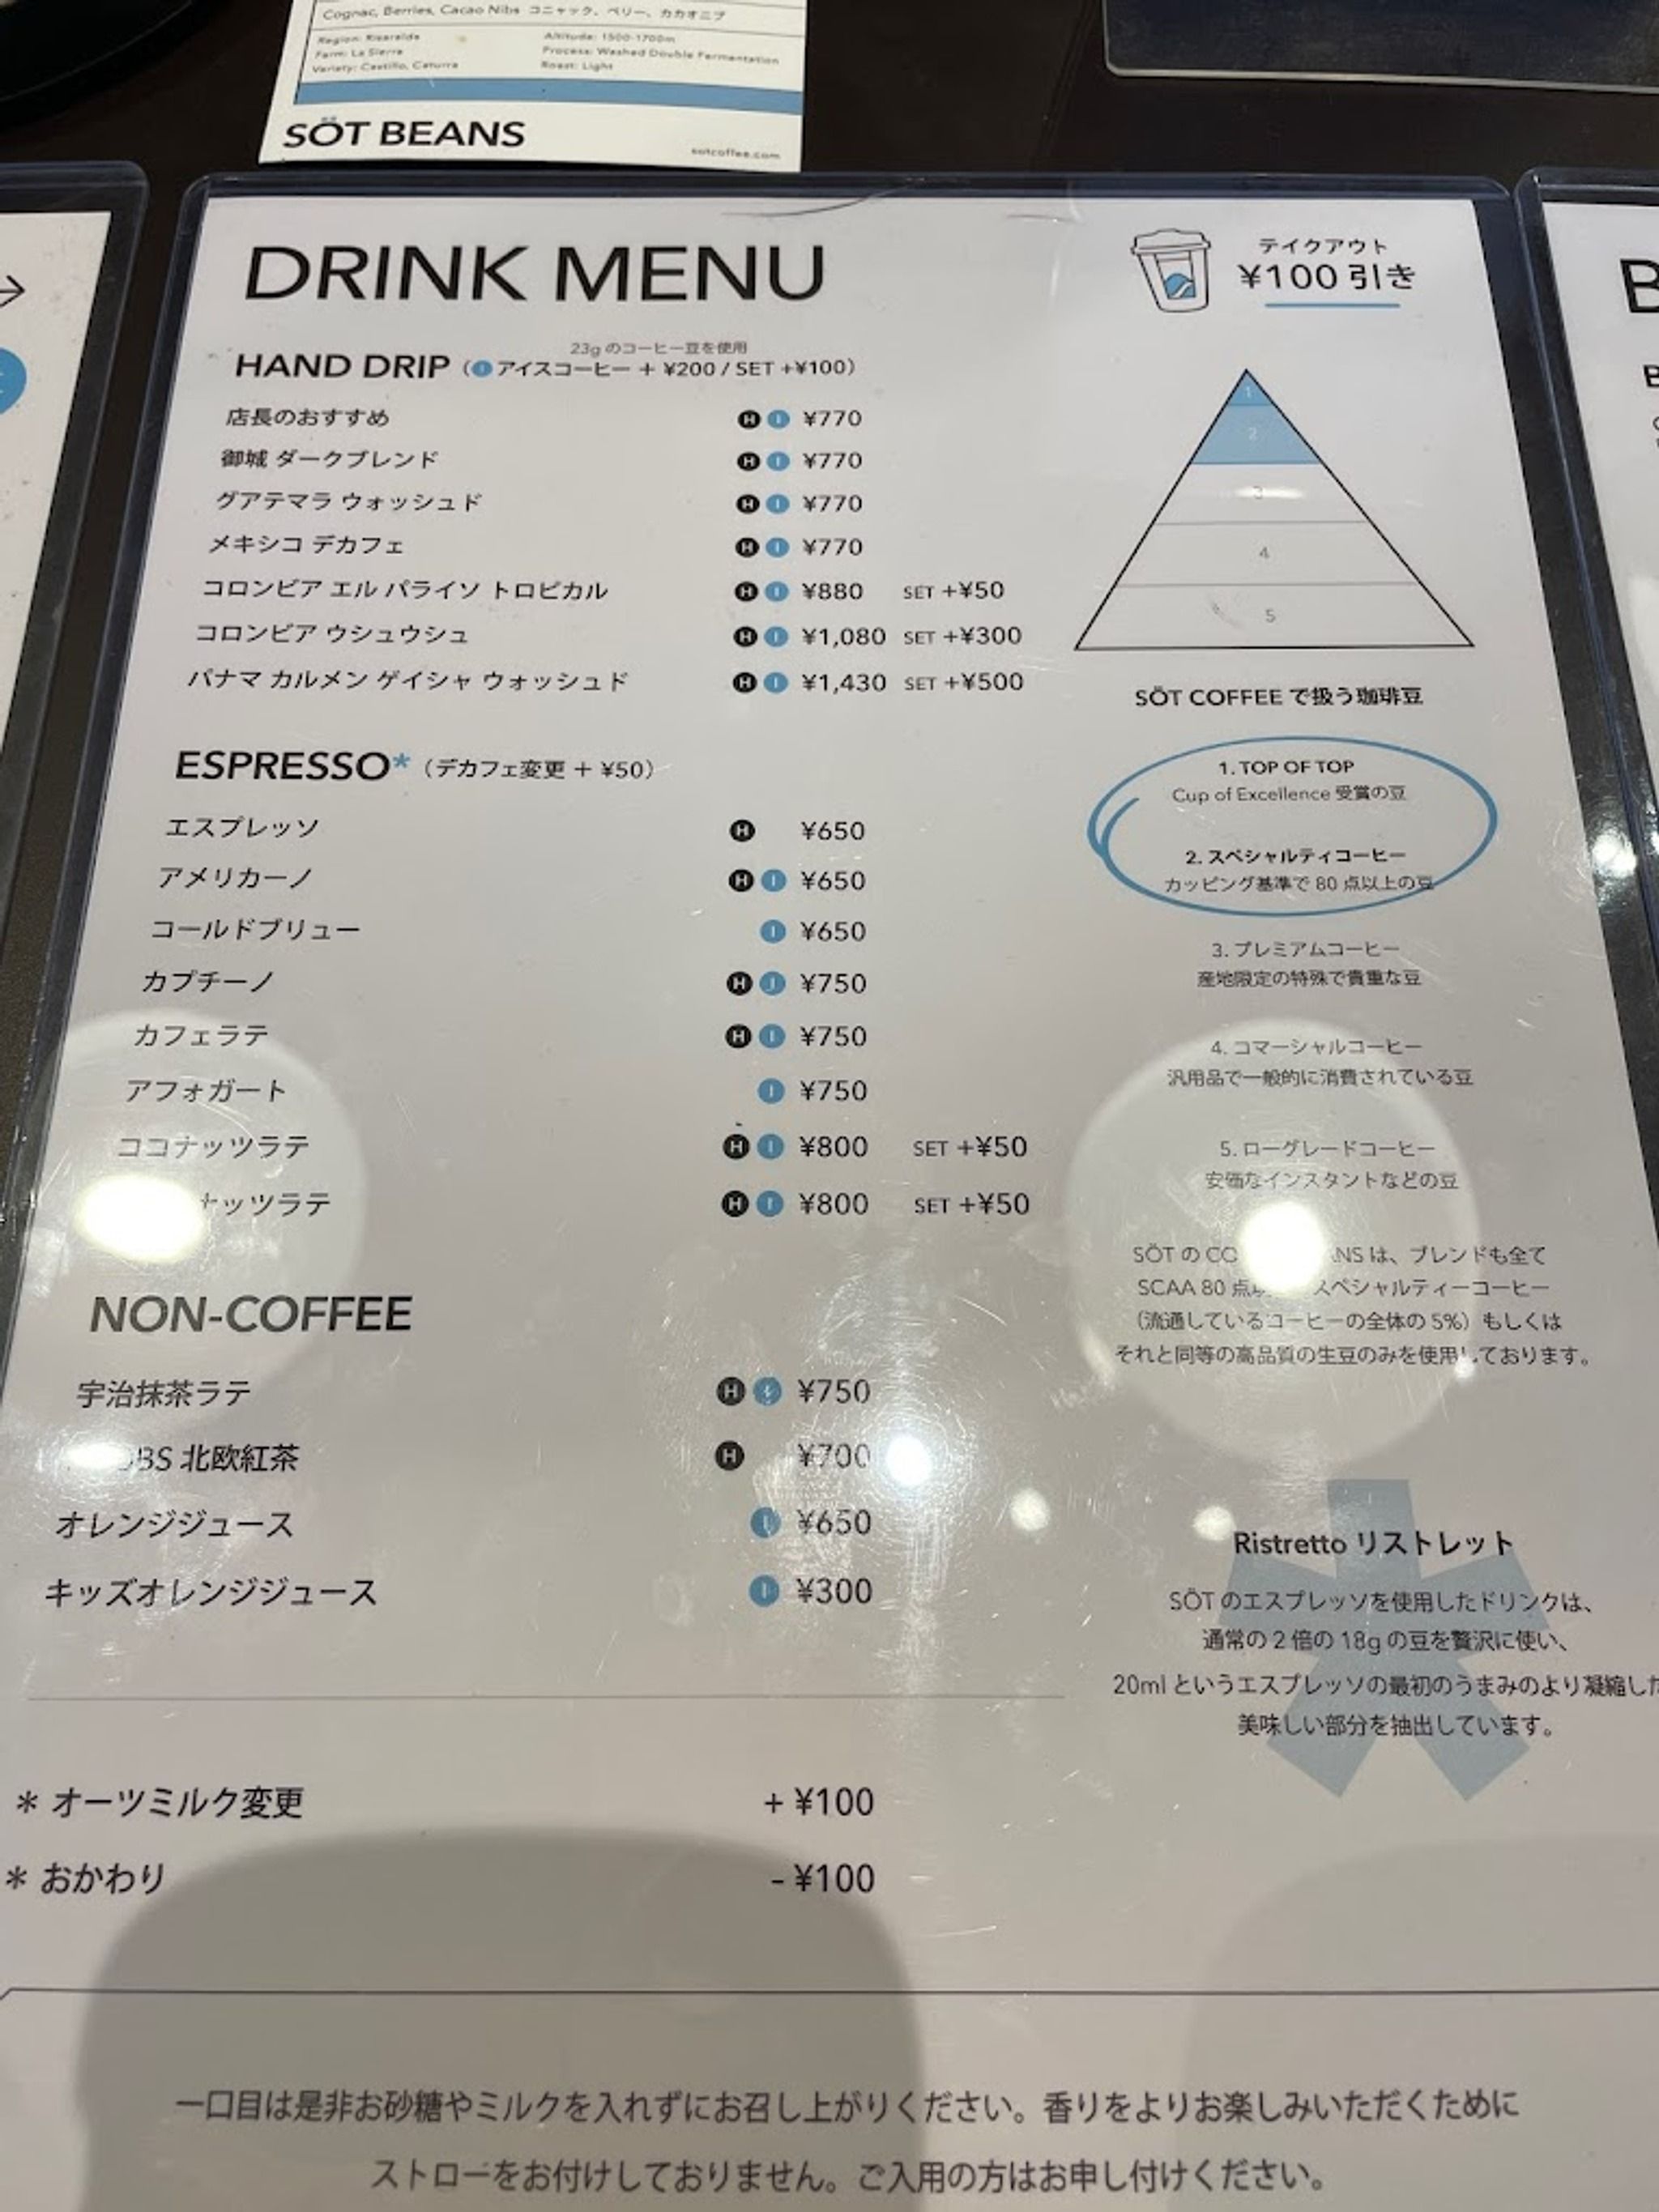 Cognac, Berries, Cacao Nibs コニャック、ベリー、カカオニブ
Region: Risaralda
Altitude: 1500-1700m
Farm: La Sierra
Process: Washed Double Fermentation
Variety: Castillo, Caturra
Roast: Light
SÖT BEANS
sotcoffee.com
DRINK MENU
テイクアウト
¥100 引き
23g のコーヒー豆を使用
HAND DRIP (I アイスコーヒー + ¥200 / SET +¥100)
店長のおすすめ H I ¥770
御城 ダークブレンド H I ¥770
グアテマラ ウォッシュド H I ¥770
メキシコ デカフェ H I ¥770
コロンビア エル パライソ トロピカル H I ¥880 SET +¥50
コロンビア ウシュウシュ H I ¥1,080 SET +¥300
パナマ カルメン ゲイシャ ウォッシュド H I ¥1,430 SET +¥500
ESPRESSO* (デカフェ変更 + ¥50)
エスプレッソ H ¥650
アメリカーノ H I ¥650
コールドブリュー I ¥650
カプチーノ H I ¥750
カフェラテ H I ¥750
アフォガート I ¥750
ココナッツラテ H I ¥800 SET +¥50
ナッツラテ H I ¥800 SET +¥50
NON-COFFEE
宇治抹茶ラテ H I ¥750
北欧紅茶 H ¥700
オレンジジュース I ¥650
キッズオレンジジュース I ¥300
* オーツミルク変更 + ¥100
* おかわり - ¥100
1
2
3
4
5
SÖT COFFEE で扱う珈琲豆
1. TOP OF TOP
Cup of Excellence 受賞の豆
2. スペシャルティコーヒー
カッピング基準で 80 点以上の豆
3. プレミアムコーヒー
産地限定の特殊で貴重な豆
4. コマーシャルコーヒー
汎用品で一般的に消費されている豆
5. ローグレードコーヒー
安価なインスタントなどの豆
SÖT の CO NS は、ブレンドも全て
SCAA 80 点 スペシャルティーコーヒー
(流通しているコーヒーの全体の 5%) もしくは
それと同等の高品質の生豆のみを使用しております。
Ristretto リストレット
SÖT のエスプレッソを使用したドリンクは、
通常の 2 倍の 18g の豆を贅沢に使い、
20ml というエスプレッソの最初のうまみのより凝縮した
美味しい部分を抽出しています。
一口目は是非お砂糖やミルクを入れずにお召し上がりください。香りをよりお楽しみいただくために
ストローをお付けしておりません。ご入用の方はお申し付けください。